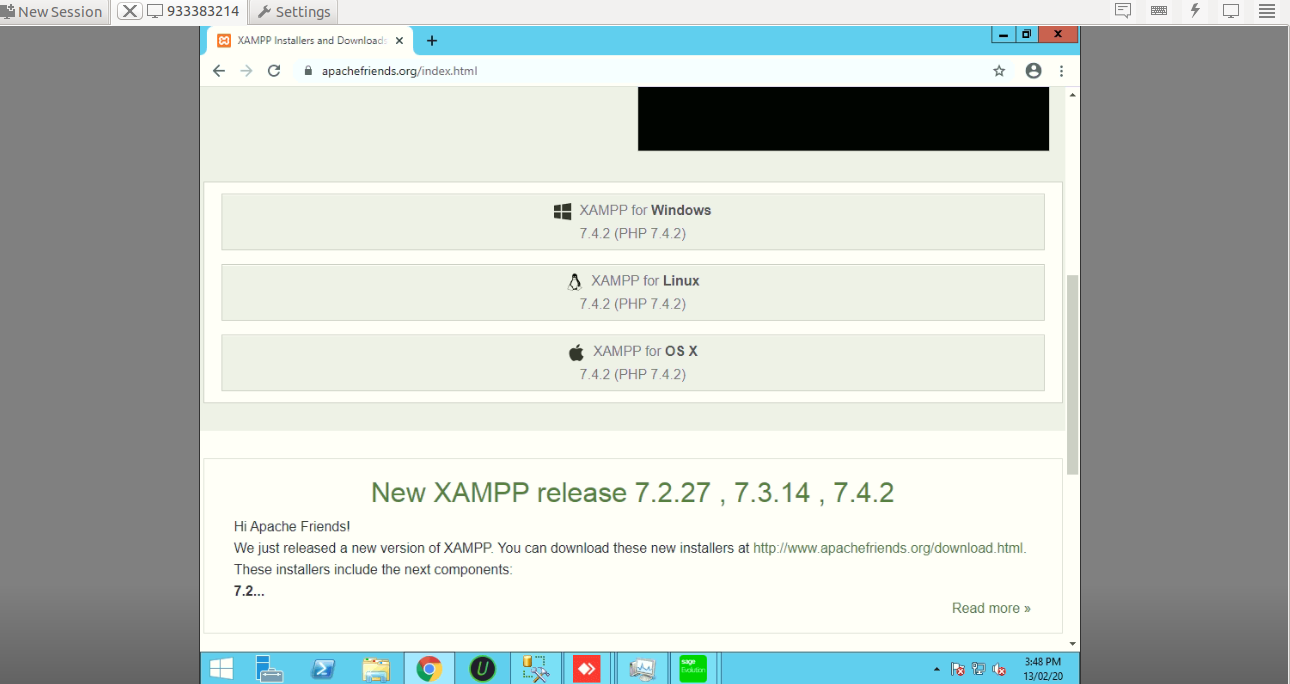 New Session
933383214
Settings
XAMPP Installers and Downloads
apachefriends.org/index.html
XAMPP for Windows
7.4.2 (PHP 7.4.2)
XAMPP for Linux
7.4.2 (PHP 7.4.2)
XAMPP for OS X
7.4.2 (PHP 7.4.2)
New XAMPP release 7.2.27 , 7.3.14 , 7.4.2
Hi Apache Friends!
We just released a new version of XAMPP. You can download these new installers at http://www.apachefriends.org/download.html.
These installers include the next components:
7.2...
Read more »
sage
Evolution
3:48 PM
13/02/20